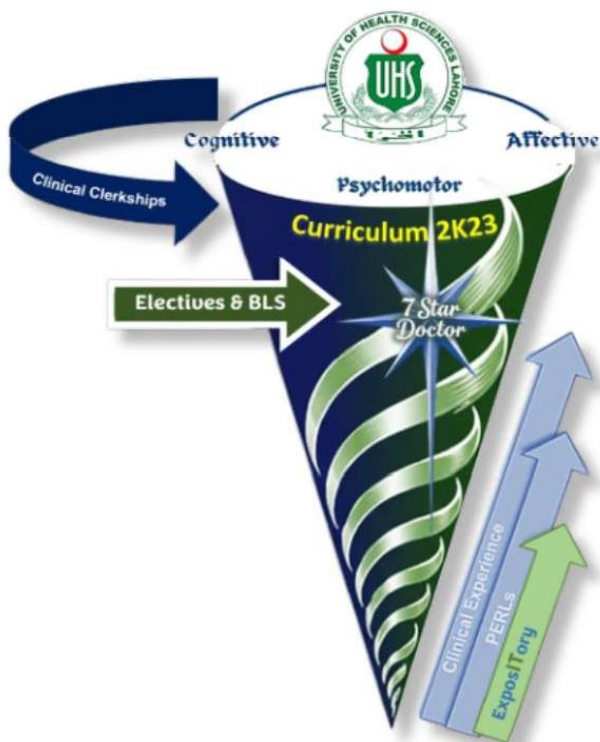 UNIVERSITY OF HEALTH SCIENCES LAHORE
UHS
Cognitive
Affective
Psychomotor
Clinical Clerkships
Curriculum 2K23
Electives & BLS
7 Star
Doctor
Clinical Experience
PERLs
ExposITory